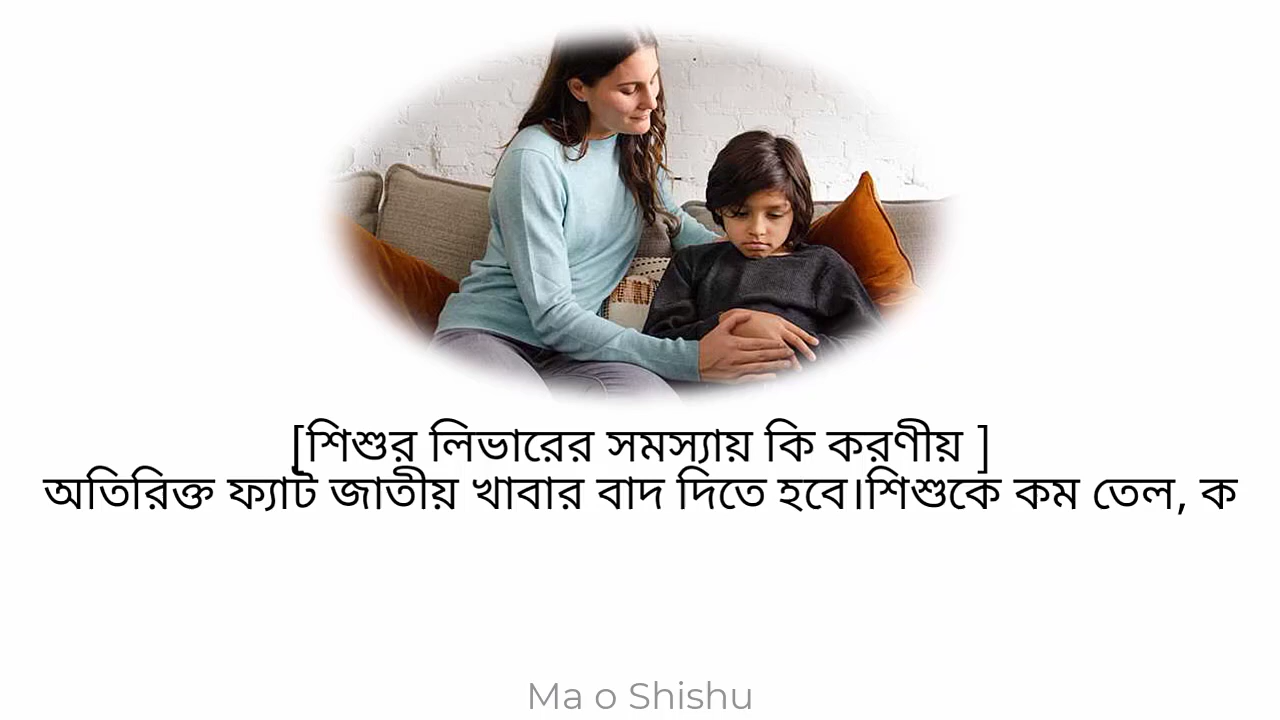 [শিশুর লিভারের সমস্যায় কি করণীয় ]
অতিরিক্ত ফ্যাট জাতীয় খাবার বাদ দিতে হবে।শিশুকে কম তেল, ক
Ma o Shishu